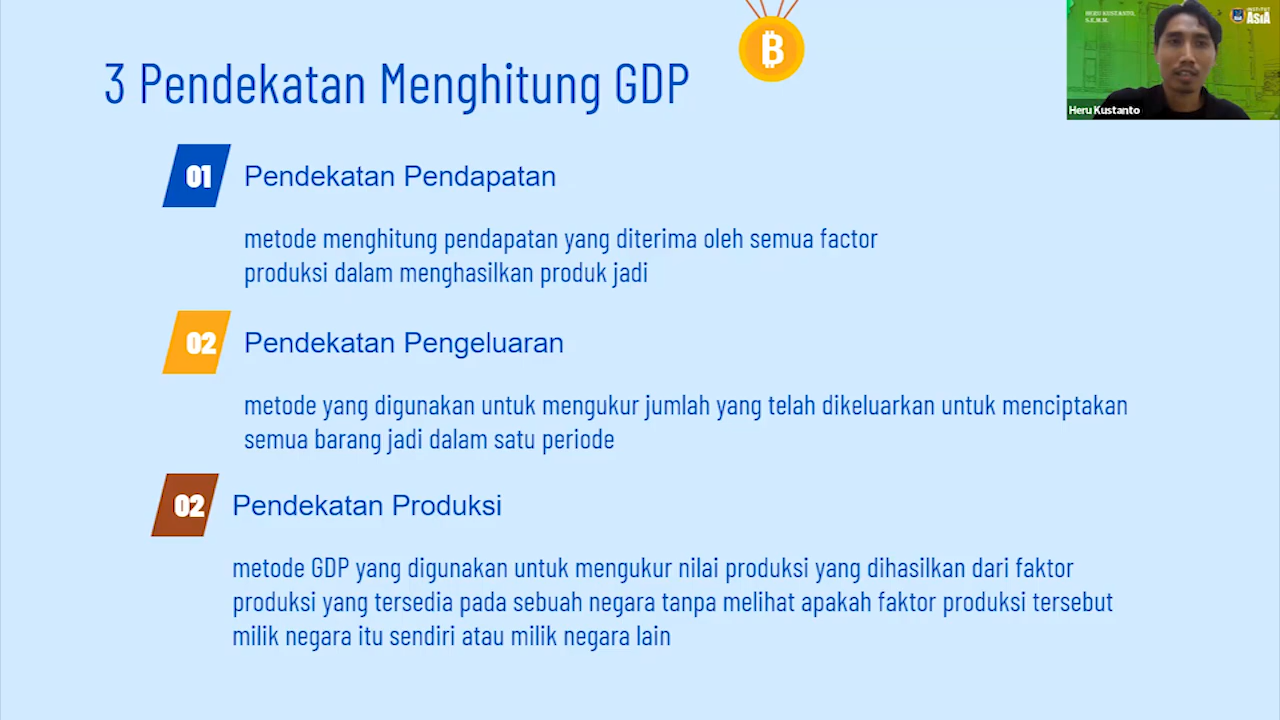 3 Pendekatan Menghitung GDP
HERU KUSTANTO,
S.E,M.M.
INSTITUT
ASIA
Heru Kustanto
01 Pendekatan Pendapatan
metode menghitung pendapatan yang diterima oleh semua factor
produksi dalam menghasilkan produk jadi
02 Pendekatan Pengeluaran
metode yang digunakan untuk mengukur jumlah yang telah dikeluarkan untuk menciptakan
semua barang jadi dalam satu periode
02 Pendekatan Produksi
metode GDP yang digunakan untuk mengukur nilai produksi yang dihasilkan dari faktor
produksi yang tersedia pada sebuah negara tanpa melihat apakah faktor produksi tersebut
milik negara itu sendiri atau milik negara lain